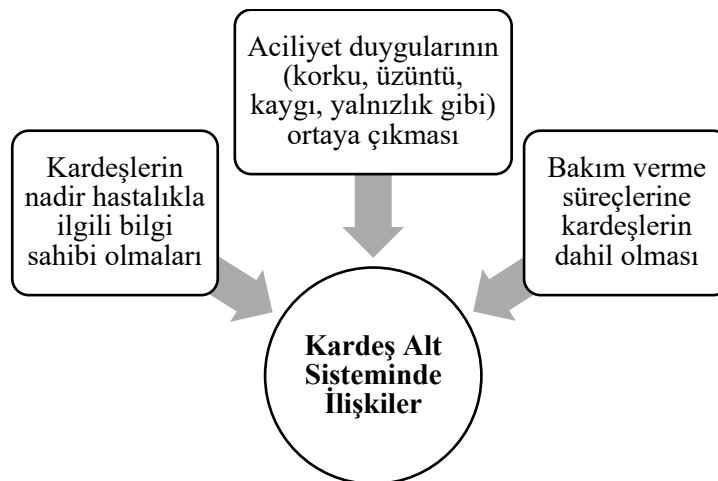 Aciliyet duygularının
(korku, üzüntü,
kaygı, yalnızlık gibi)
ortaya çıkması
Kardeşlerin
nadir hastalıkla
ilgili bilgi
sahibi olmaları
Bakım verme
süreçlerine
kardeşlerin
dahil olması
Kardeş Alt
Sisteminde
İlişkiler